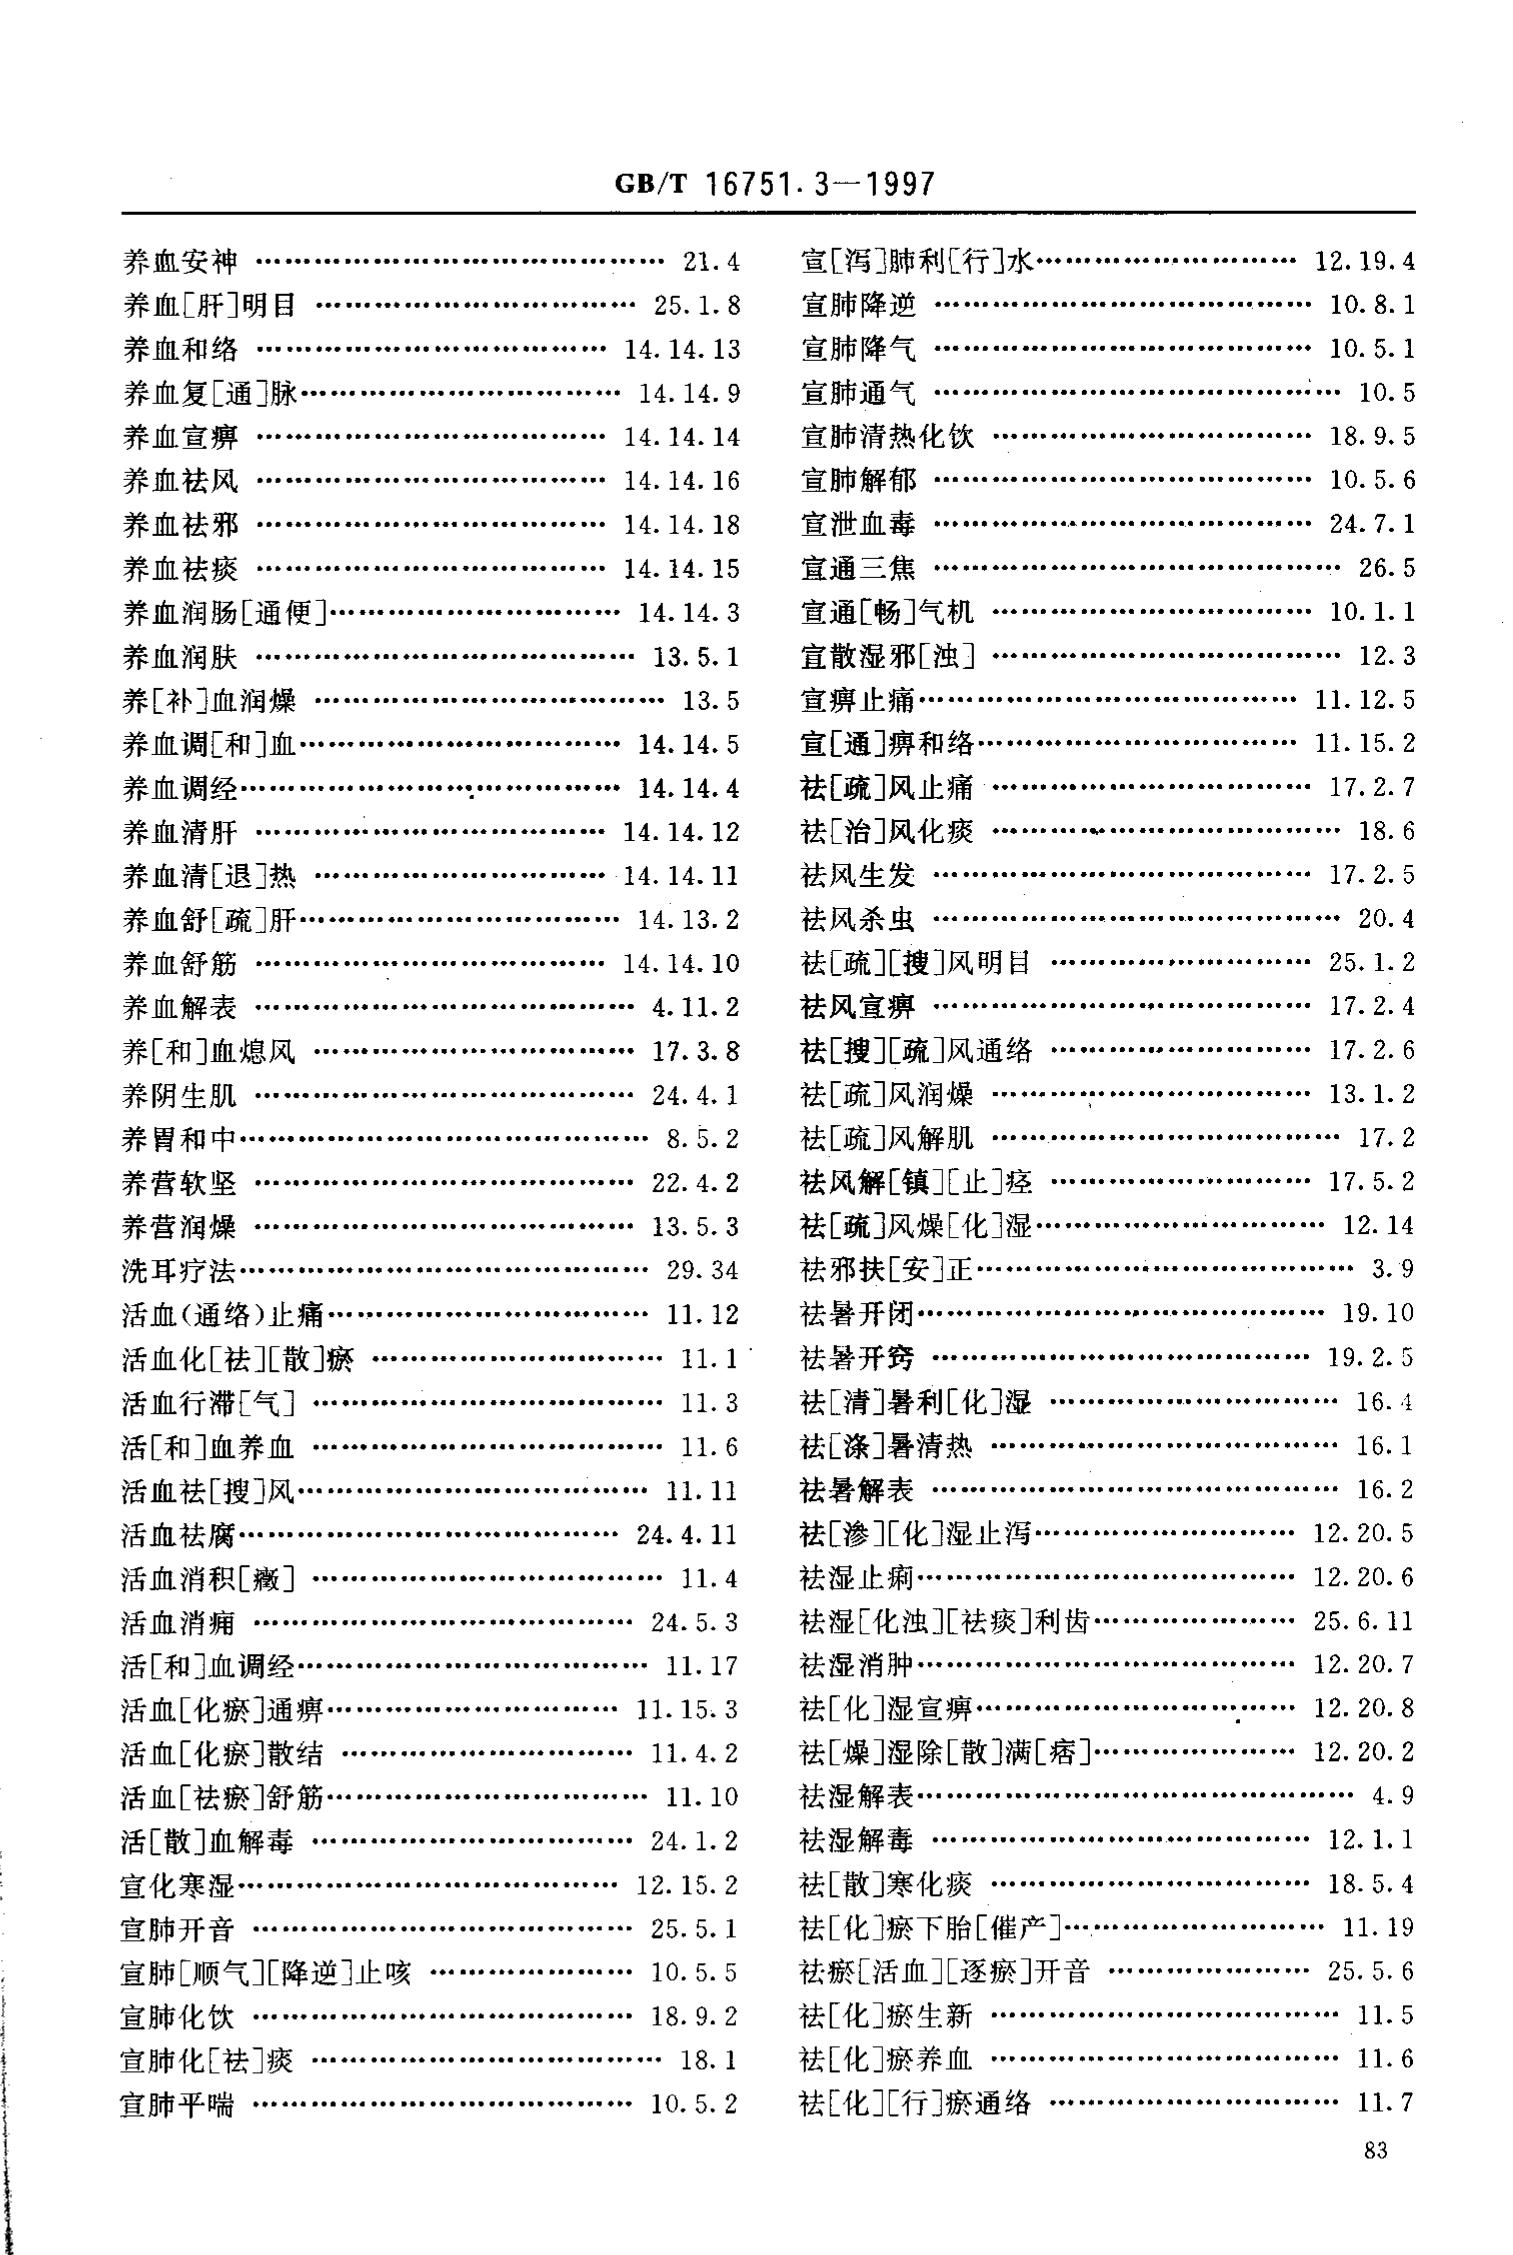 GB/T 16751.3—1997
养血安神 …………………………………… 21.4
养血[肝]明目 …………………………… 25.1.8
养血和络 ……………………………… 14.14.13
养血复[通]脉…………………………… 14.14.9
养血宣痹 ……………………………… 14.14.14
养血祛风 ……………………………… 14.14.16
养血祛邪 ……………………………… 14.14.18
养血祛痰 ……………………………… 14.14.15
养血润肠[通便]………………………… 14.14.3
养血润肤 ………………………………… 13.5.1
养[补]血润燥 ……………………………… 13.5
养血调[和]血…………………………… 14.14.5
养血调经………………………………… 14.14.4
养血清肝 ……………………………… 14.14.12
养血清[退]热 ………………………… 14.14.11
养血舒[疏]肝…………………………… 14.13.2
养血舒筋 ……………………………… 14.14.10
养血解表 ………………………………… 4.11.2
养[和]血熄风 …………………………… 17.3.8
养阴生肌 ………………………………… 24.4.1
养胃和中…………………………………… 8.5.2
养营软坚 ………………………………… 22.4.2
养营润燥 ………………………………… 13.5.3
洗耳疗法…………………………………… 29.34
活血(通络)止痛…………………………… 11.12
活血化[祛][散]瘀 ………………………… 11.1
活血行滞[气] ……………………………… 11.3
活[和]血养血 ……………………………… 11.6
活血祛[搜]风……………………………… 11.11
活血祛腐………………………………… 24.4.11
活血消积[癥] ……………………………… 11.4
活血消痈 ………………………………… 24.5.3
活[和]血调经……………………………… 11.17
活血[化瘀]通痹………………………… 11.15.3
活血[化瘀]散结 ………………………… 11.4.2
活血[祛瘀]舒筋…………………………… 11.10
活[散]血解毒 …………………………… 24.1.2
宣化寒湿………………………………… 12.15.2
宣肺开音 ………………………………… 25.5.1
宣肺[顺气][降逆]止咳 ………………… 10.5.5
宣肺化饮 ………………………………… 18.9.2
宣肺化[祛]痰 ……………………………… 18.1
宣肺平喘 ………………………………… 10.5.2
宣[泻]肺利[行]水……………………… 12.19.4
宣肺降逆 ………………………………… 10.8.1
宣肺降气 ………………………………… 10.5.1
宣肺通气 …………………………………… 10.5
宣肺清热化饮 …………………………… 18.9.5
宣肺解郁 ………………………………… 10.5.6
宣泄血毒 ………………………………… 24.7.1
宣通三焦 …………………………………… 26.5
宣通[畅]气机 …………………………… 10.1.1
宣散湿邪[浊] ……………………………… 12.3
宣痹止痛………………………………… 11.12.5
宣[通]痹和络…………………………… 11.15.2
祛[疏]风止痛 …………………………… 17.2.7
祛[治]风化痰 ……………………………… 18.6
祛风生发 ………………………………… 17.2.5
祛风杀虫 …………………………………… 20.4
祛[疏][搜]风明目 ……………………… 25.1.2
祛风宣痹 ………………………………… 17.2.4
祛[搜][疏]风通络 ……………………… 17.2.6
祛[疏]风润燥 …………………………… 13.1.2
祛[疏]风解肌 ……………………………… 17.2
祛风解[镇][止]痉 ……………………… 17.5.2
祛[疏]风燥[化]湿………………………… 12.14
祛邪扶[安]正………………………………… 3.9
祛暑开闭…………………………………… 19.10
祛暑开窍 ………………………………… 19.2.5
祛[清]暑利[化]湿 ………………………… 16.4
祛[涤]暑清热 ……………………………… 16.1
祛暑解表 …………………………………… 16.2
祛[渗][化]湿止泻……………………… 12.20.5
祛湿止痢………………………………… 12.20.6
祛湿[化浊][祛痰]利齿………………… 25.6.11
祛湿消肿………………………………… 12.20.7
祛[化]湿宣痹…………………………… 12.20.8
祛[燥]湿除[散]满[痞]………………… 12.20.2
祛湿解表……………………………………… 4.9
祛湿解毒 ………………………………… 12.1.1
祛[散]寒化痰 …………………………… 18.5.4
祛[化]瘀下胎[催产]……………………… 11.19
祛瘀[活血][逐瘀]开音 ………………… 25.5.6
祛[化]瘀生新 ……………………………… 11.5
祛[化]瘀养血 ……………………………… 11.6
祛[化][行]瘀通络 ………………………… 11.7
83